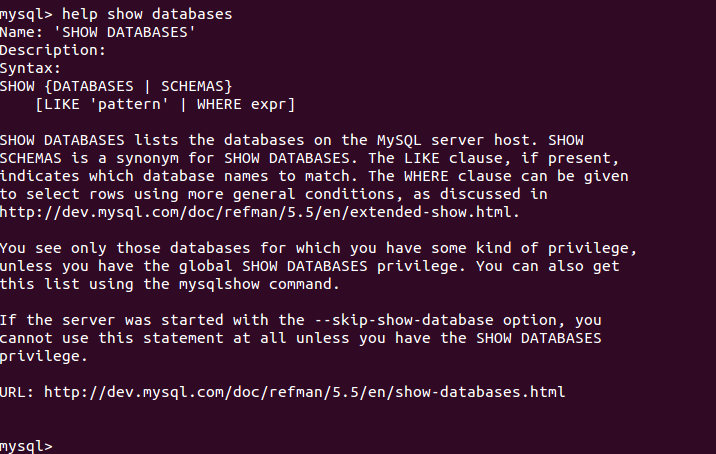 mysql> help show databases
Name: 'SHOW DATABASES'
Description:
Syntax:
SHOW {DATABASES | SCHEMAS}
    [LIKE 'pattern' | WHERE expr]

SHOW DATABASES lists the databases on the MySQL server host. SHOW
SCHEMAS is a synonym for SHOW DATABASES. The LIKE clause, if present,
indicates which database names to match. The WHERE clause can be given
to select rows using more general conditions, as discussed in
http://dev.mysql.com/doc/refman/5.5/en/extended-show.html.

You see only those databases for which you have some kind of privilege,
unless you have the global SHOW DATABASES privilege. You can also get
this list using the mysqlshow command.

If the server was started with the --skip-show-database option, you
cannot use this statement at all unless you have the SHOW DATABASES
privilege.

URL: http://dev.mysql.com/doc/refman/5.5/en/show-databases.html

mysql>